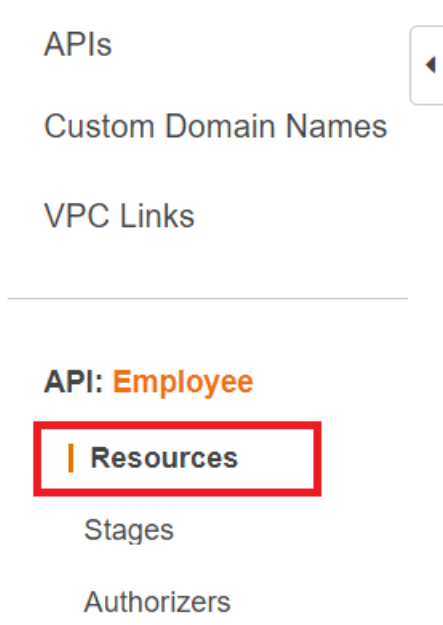 APIs
Custom Domain Names
VPC Links
API: Employee
Resources
Stages
Authorizers